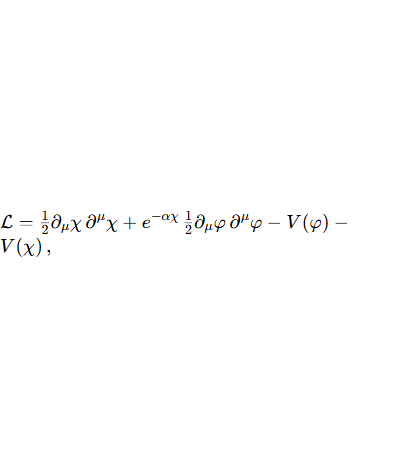 ℒ = ½∂_μχ ∂^μχ + e^{−αχ} ½∂_μφ ∂^μφ − V(φ) −
V(χ) ,